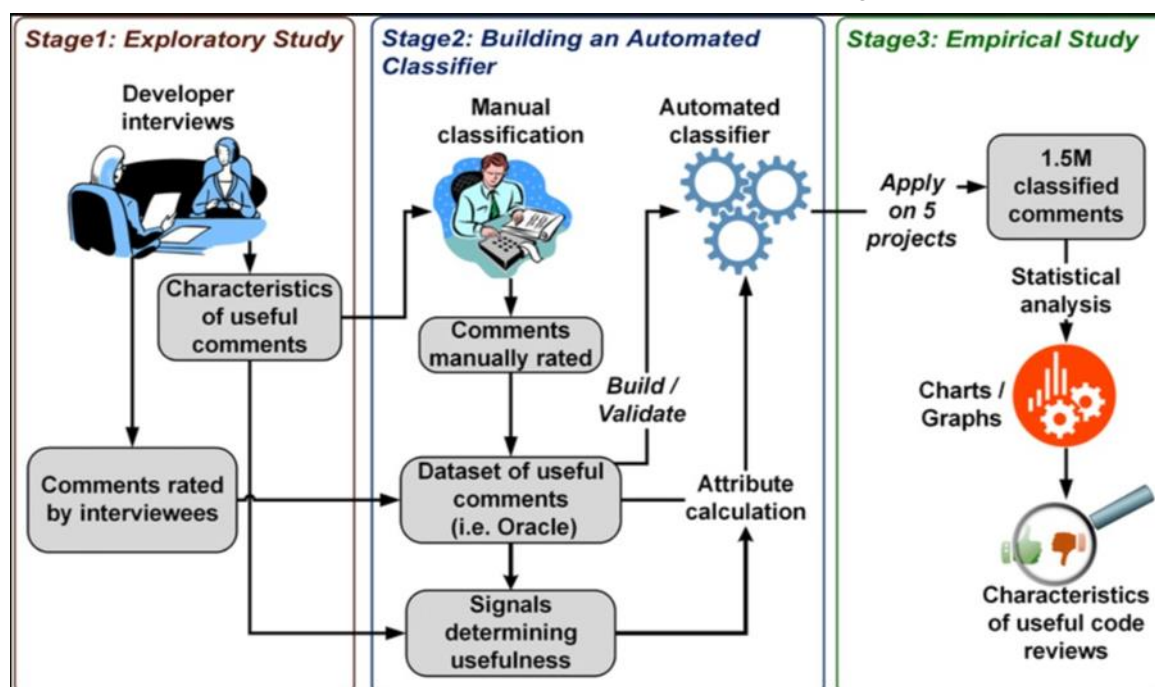 Stage1: Exploratory Study
Developer
interviews
Characteristics
of useful
comments
Comments rated
by interviewees
Stage2: Building an Automated
Classifier
Manual
classification
Comments
manually rated
Dataset of useful
comments
(i.e. Oracle)
Signals
determining
usefulness
Automated
classifier
Build /
Validate
Attribute
calculation
Stage3: Empirical Study
Apply
on 5
projects
1.5M
classified
comments
Statistical
analysis
Charts /
Graphs
Characteristics
of useful code
reviews